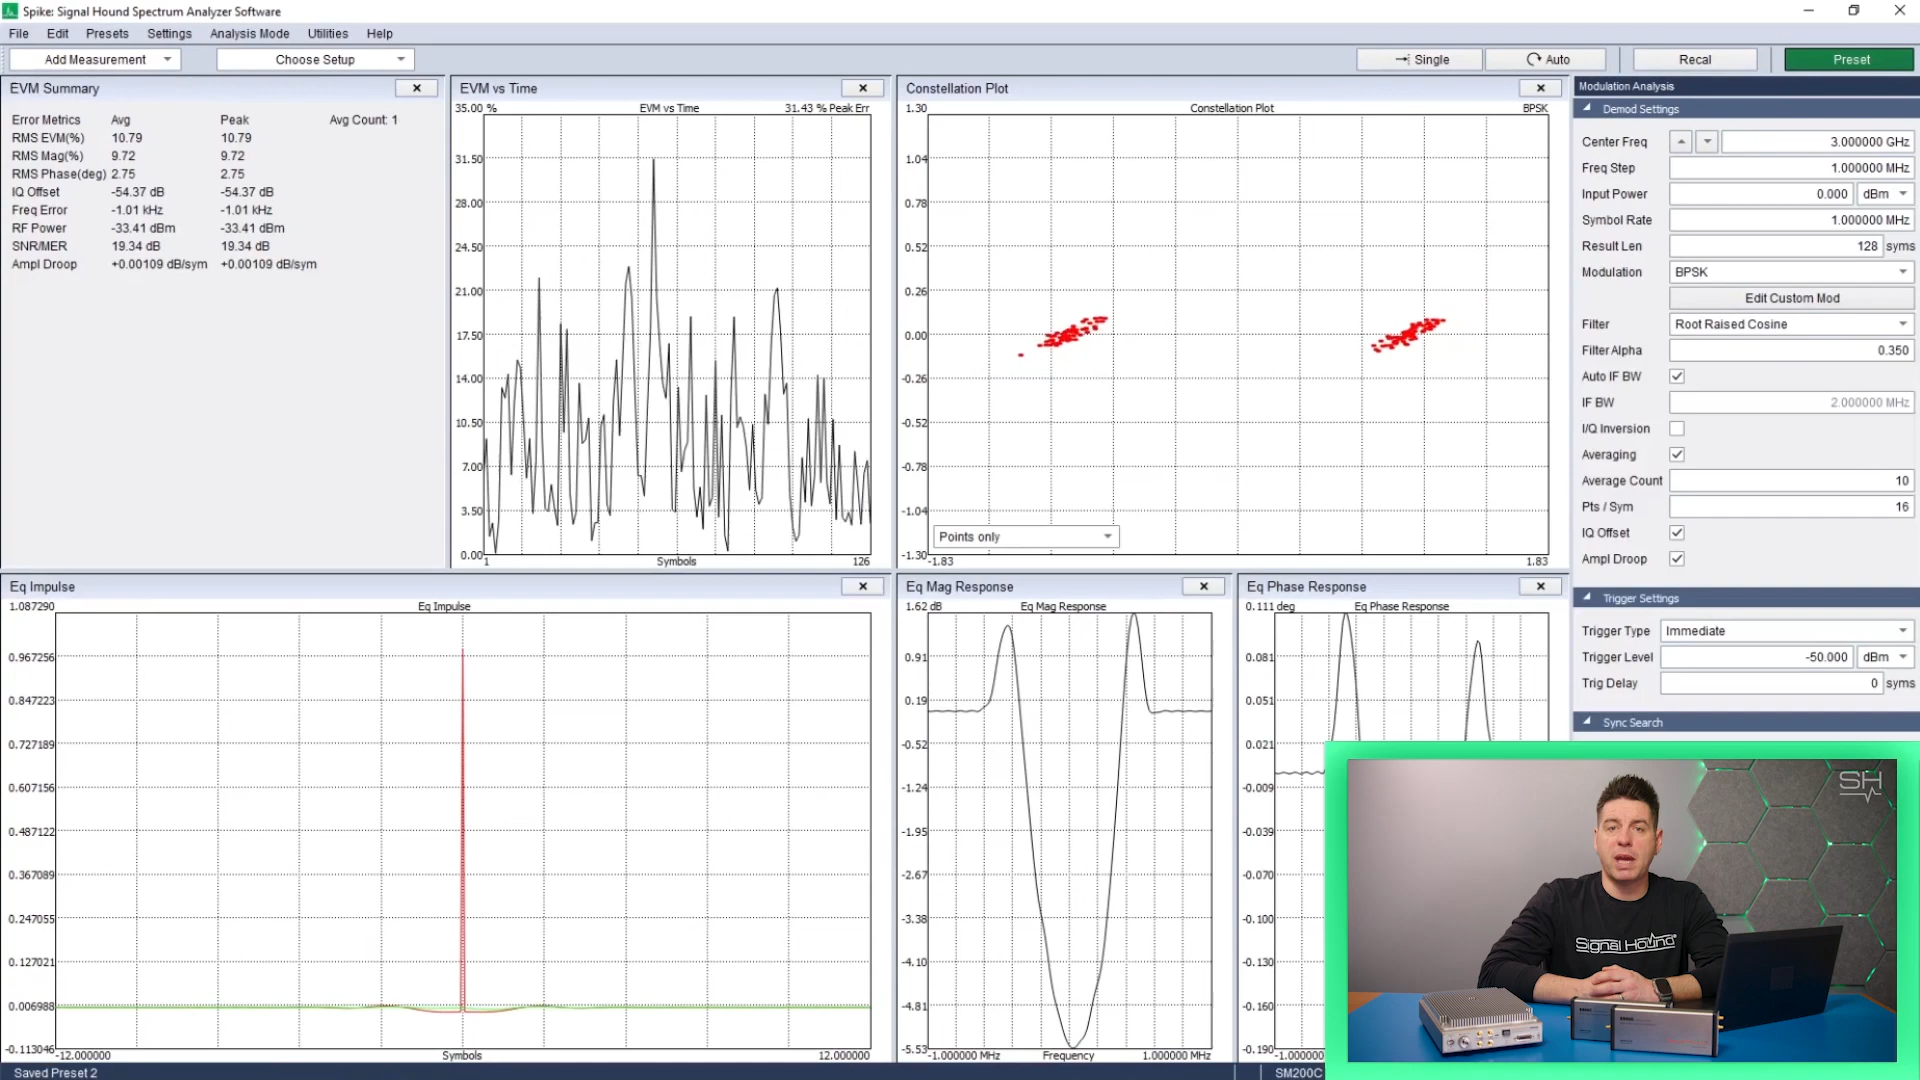 Spike: Signal Hound Spectrum Analyzer Software
File Edit Presets Settings Analysis Mode Utilities Help
Add Measurement Choose Setup Single Auto Recal Preset
EVM Summary
Error Metrics Avg Peak Avg Count: 1
RMS EVM(%) 10.79 10.79
RMS Mag(%) 9.72 9.72
RMS Phase(deg) 2.75 2.75
IQ Offset -54.37 dB -54.37 dB
Freq Error -1.01 kHz -1.01 kHz
RF Power -33.41 dBm -33.41 dBm
SNR/MER 19.34 dB 19.34 dB
Ampl Droop +0.00109 dB/sym +0.00109 dB/sym
EVM vs Time
35.00 % EVM vs Time 31.43 % Peak Err
31.50
28.00
24.50
21.00
17.50
14.00
10.50
7.00
3.50
0.00
1 Symbols 126
Constellation Plot
1.30 Constellation Plot BPSK
1.04
0.78
0.52
0.26
0.00
-0.26
-0.52
-0.78
-1.04
Points only
-1.30
-1.83 1.83
Modulation Analysis
Demod Settings
Center Freq 3.000000 GHz
Freq Step 1.000000 MHz
Input Power 0.000 dBm
Symbol Rate 1.000000 MHz
Result Len 128 syms
Modulation BPSK
Edit Custom Mod
Filter Root Raised Cosine
Filter Alpha 0.350
Auto IF BW
IF BW 2.000000 MHz
I/Q Inversion
Averaging
Average Count 10
Pts / Sym 16
IQ Offset
Ampl Droop
Trigger Settings
Trigger Type Immediate
Trigger Level -50.000 dBm
Trig Delay 0 syms
Sync Search
Eq Impulse
1.087290 Eq Impulse
0.967256
0.847223
0.727189
0.607156
0.487122
0.367089
0.247055
0.127021
0.006988
-0.113046
-12.000000 Symbols 12.000000
Eq Mag Response
1.62 dB Eq Mag Response
0.91
0.19
-0.52
-1.24
-1.95
-2.67
-3.38
-4.10
-4.81
-5.53
-1.000000 MHz Frequency 1.000000 MHz
Eq Phase Response
0.111 deg Eq Phase Response
0.081
0.051
0.021
-0.009
-0.039
-0.070
-0.100
-0.130
-0.160
-0.190
-1.00000
SH
Signal Hound
Saved Preset 2 SM200C